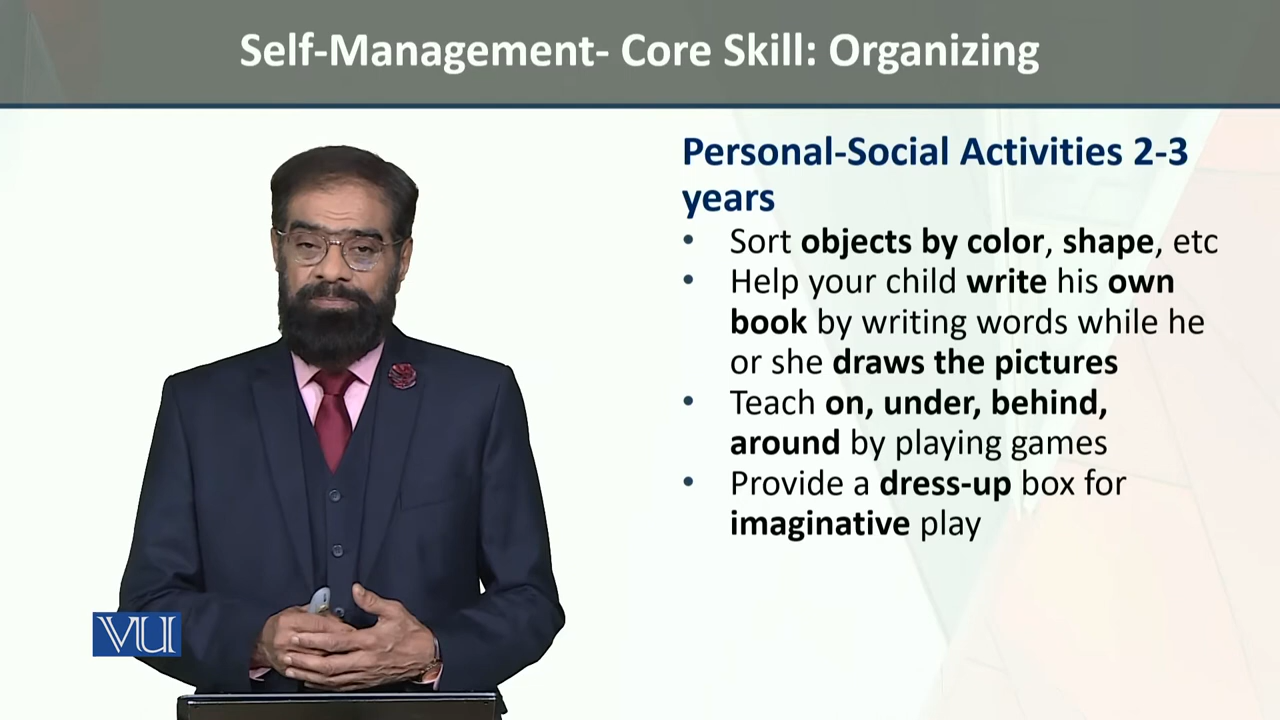 Self-Management- Core Skill: Organizing
Personal-Social Activities 2-3
years
• Sort objects by color, shape, etc
• Help your child write his own
book by writing words while he
or she draws the pictures
• Teach on, under, behind,
around by playing games
• Provide a dress-up box for
imaginative play
VU